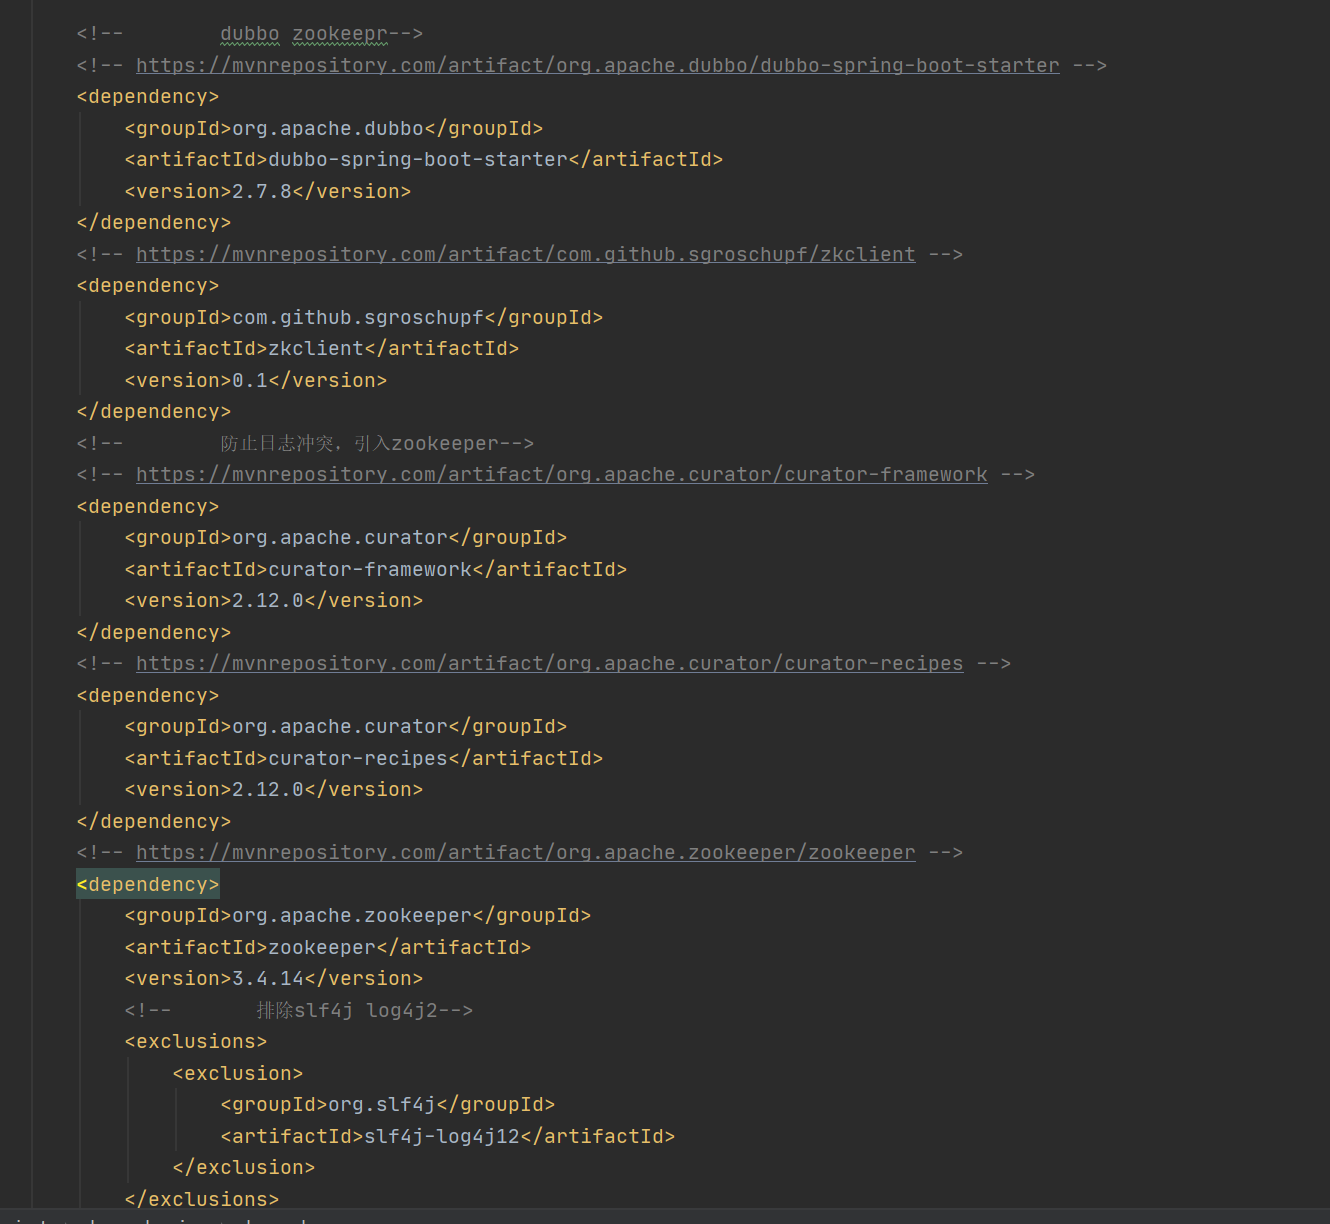 <!--        dubbo zookeepr-->
<!-- https://mvnrepository.com/artifact/org.apache.dubbo/dubbo-spring-boot-starter -->
<dependency>
    <groupId>org.apache.dubbo</groupId>
    <artifactId>dubbo-spring-boot-starter</artifactId>
    <version>2.7.8</version>
</dependency>
<!-- https://mvnrepository.com/artifact/com.github.sgroschupf/zkclient -->
<dependency>
    <groupId>com.github.sgroschupf</groupId>
    <artifactId>zkclient</artifactId>
    <version>0.1</version>
</dependency>
<!--        防止日志冲突，引入zookeeper-->
<!-- https://mvnrepository.com/artifact/org.apache.curator/curator-framework -->
<dependency>
    <groupId>org.apache.curator</groupId>
    <artifactId>curator-framework</artifactId>
    <version>2.12.0</version>
</dependency>
<!-- https://mvnrepository.com/artifact/org.apache.curator/curator-recipes -->
<dependency>
    <groupId>org.apache.curator</groupId>
    <artifactId>curator-recipes</artifactId>
    <version>2.12.0</version>
</dependency>
<!-- https://mvnrepository.com/artifact/org.apache.zookeeper/zookeeper -->
<dependency>
    <groupId>org.apache.zookeeper</groupId>
    <artifactId>zookeeper</artifactId>
    <version>3.4.14</version>
    <!--       排除slf4j log4j2-->
    <exclusions>
        <exclusion>
            <groupId>org.slf4j</groupId>
            <artifactId>slf4j-log4j12</artifactId>
        </exclusion>
    </exclusions>